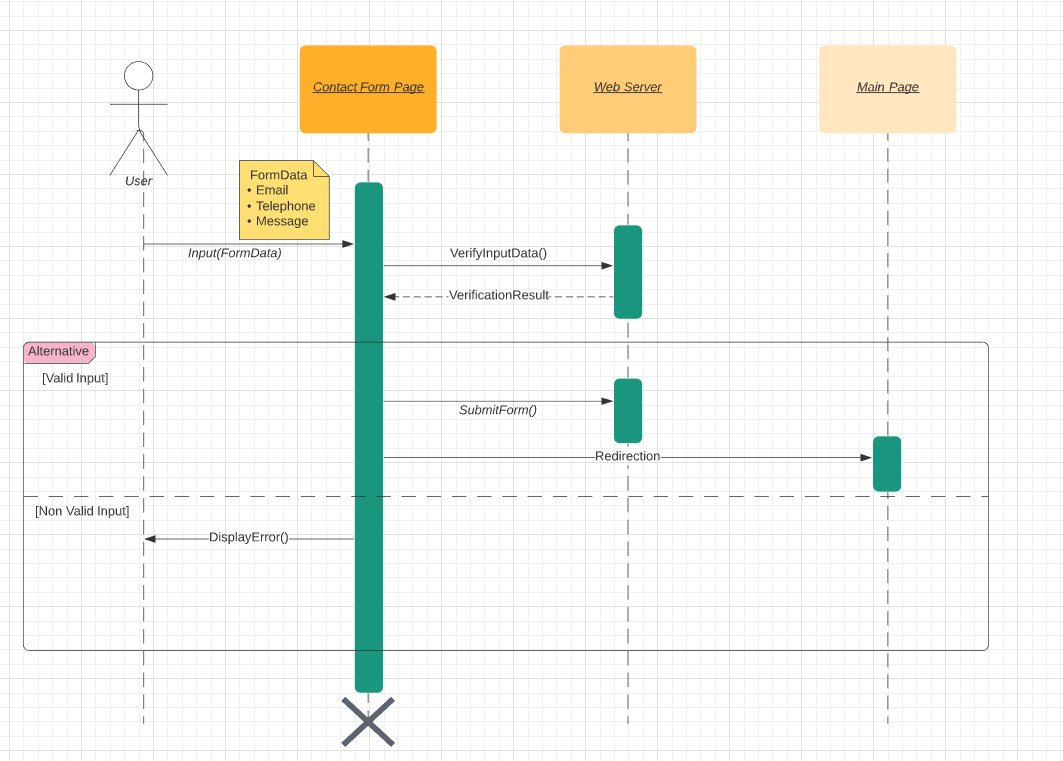 Contact Form Page
Web Server
Main Page
User
FormData
• Email
• Telephone
• Message
Input(FormData)
VerifyInputData()
VerificationResult
Alternative
[Valid Input]
SubmitForm()
Redirection
[Non Valid Input]
DisplayError()